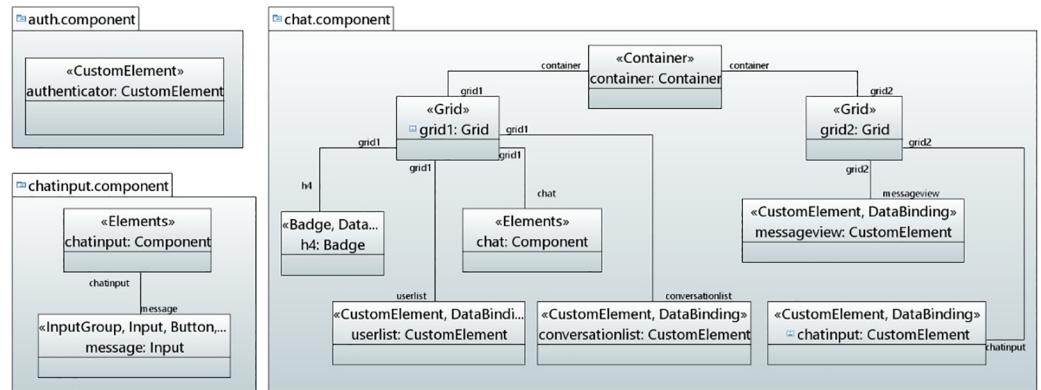 auth.component
«CustomElement»
authenticator: CustomElement
chatinput.component
«Elements»
chatinput: Component
chatinput
message
«InputGroup, Input, Button,...
message: Input
chat.component
«Container»
container: Container
container
container
grid1
grid2
«Grid»
grid1: Grid
«Grid»
grid2: Grid
grid1
grid1
grid1
grid1
grid2
grid2
h4
chat
messageview
«Badge, Data...
h4: Badge
«Elements»
chat: Component
«CustomElement, DataBinding»
messageview: CustomElement
userlist
conversationlist
«CustomElement, DataBindi...
userlist: CustomElement
«CustomElement, DataBinding»
conversationlist: CustomElement
«CustomElement, DataBinding»
chatinput: CustomElement
chatinput